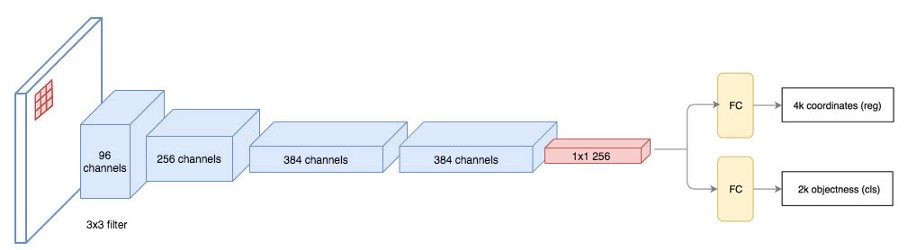 96
channels
256 channels
384 channels
384 channels
1x1 256
FC
4k coordinates (reg)
FC
2k objectness (cls)
3x3 filter